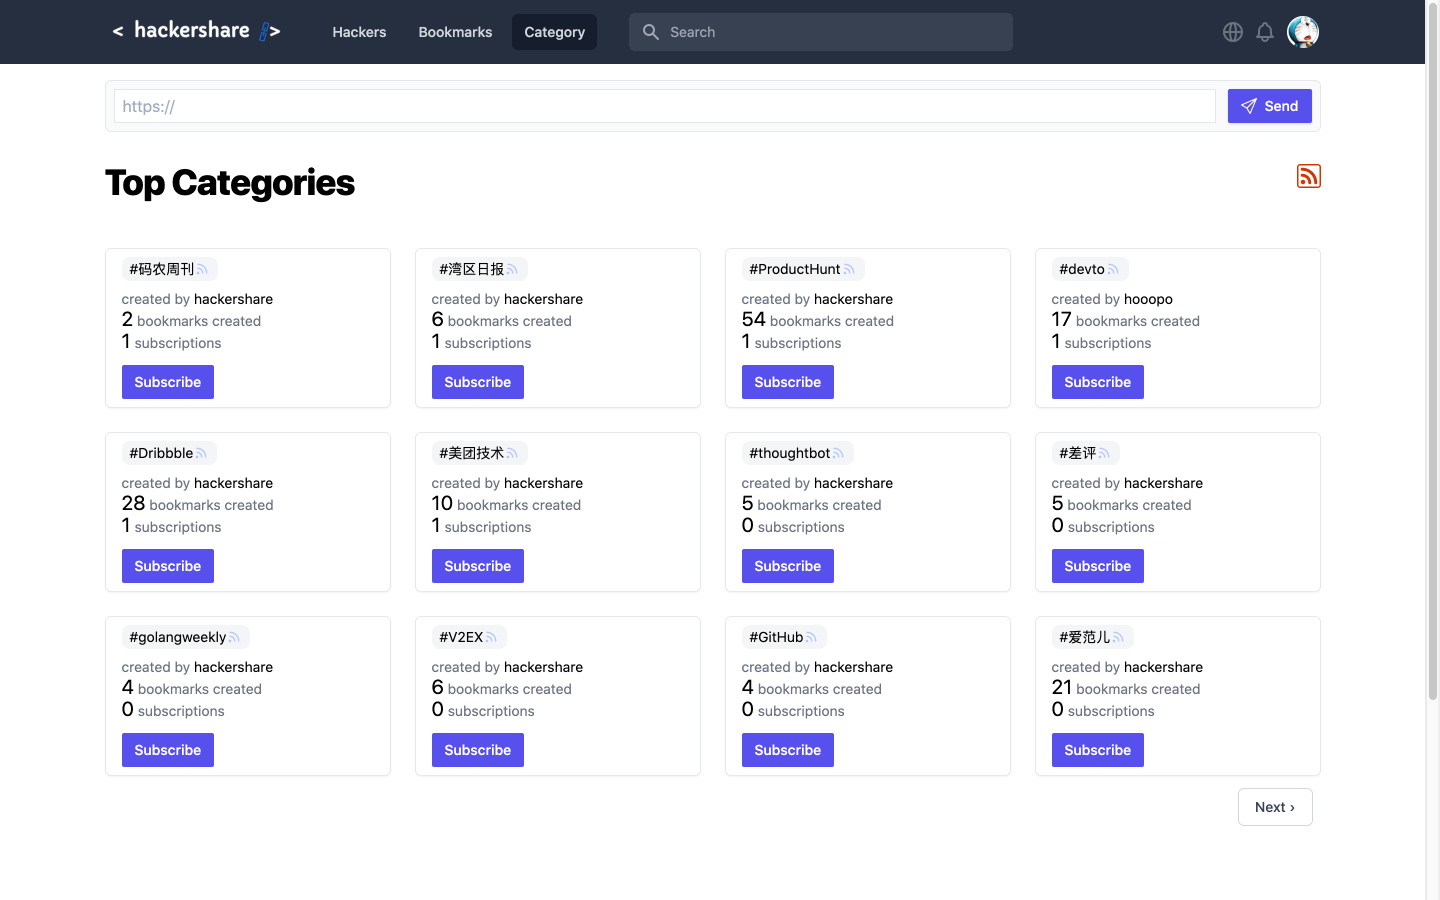 < hackershare />
Hackers
Bookmarks
Category
Search
https://
Send
Top Categories
#码农周刊
created by hackershare
2 bookmarks created
1 subscriptions
Subscribe
#湾区日报
created by hackershare
6 bookmarks created
1 subscriptions
Subscribe
#ProductHunt
created by hackershare
54 bookmarks created
1 subscriptions
Subscribe
#devto
created by hooopo
17 bookmarks created
1 subscriptions
Subscribe
#Dribbble
created by hackershare
28 bookmarks created
1 subscriptions
Subscribe
#美团技术
created by hackershare
10 bookmarks created
1 subscriptions
Subscribe
#thoughtbot
created by hackershare
5 bookmarks created
0 subscriptions
Subscribe
#差评
created by hackershare
5 bookmarks created
0 subscriptions
Subscribe
#golangweekly
created by hackershare
4 bookmarks created
0 subscriptions
Subscribe
#V2EX
created by hackershare
6 bookmarks created
0 subscriptions
Subscribe
#GitHub
created by hackershare
4 bookmarks created
0 subscriptions
Subscribe
#爱范儿
created by hackershare
21 bookmarks created
0 subscriptions
Subscribe
Next ›